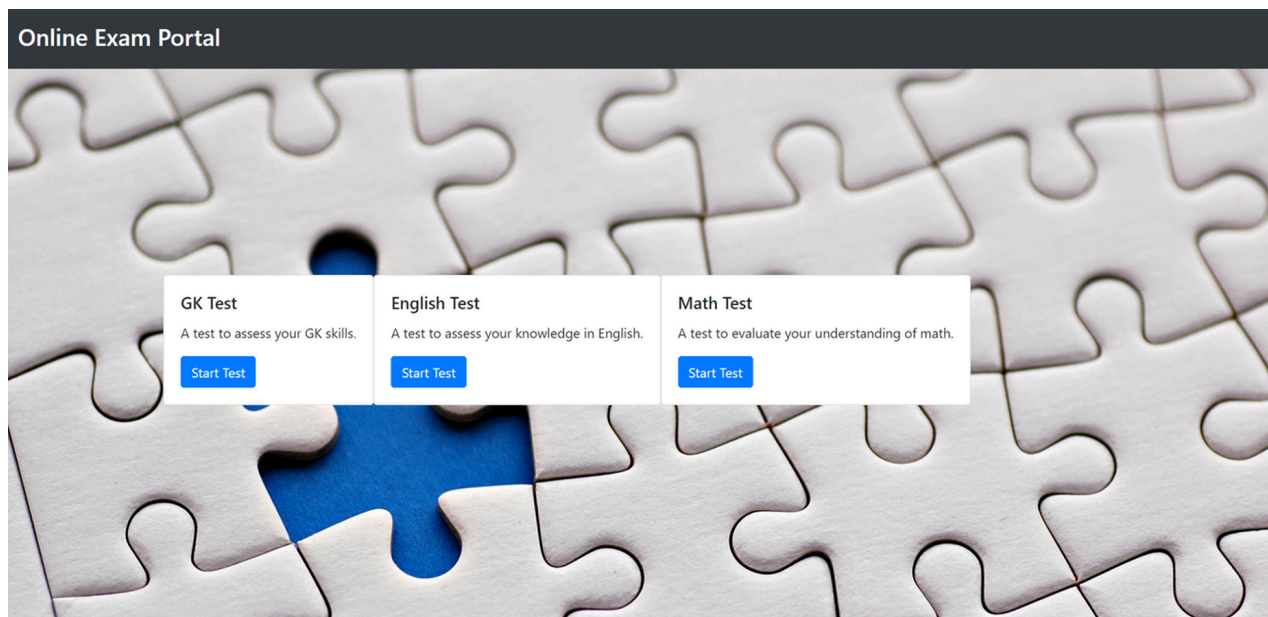 Online Exam Portal
GK Test
A test to assess your GK skills.
Start Test
English Test
A test to assess your knowledge in English.
Start Test
Math Test
A test to evaluate your understanding of math.
Start Test